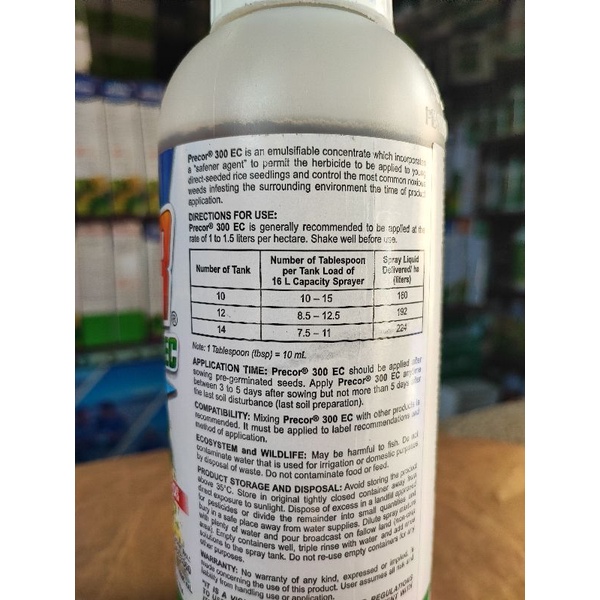 Precor® 300 EC is an emulsifiable concentrate which incorporates
a "safener agent" to permit the herbicide to be applied to young
direct-seeded rice seedlings and control the most common noxious
weeds infesting the surrounding environment the time of product
application.
DIRECTIONS FOR USE:
Precor® 300 EC is generally recommended to be applied at the
rate of 1 to 1.5 liters per hectare. Shake well before use.
Number of Tank Number of Tablespoon per Tank Load of 16 L Capacity Sprayer Spray Liquid Delivered/ ha (liters)
10 10 – 15 160
12 8.5 – 12.5 192
14 7.5 – 11 224
Note: 1 Tablespoon (tbsp) = 10 mL
APPLICATION TIME: Precor® 300 EC should be applied after
sowing pre-germinated seeds. Apply Precor® 300 EC anytime
between 3 to 5 days after sowing but not more than 5 days after
the last soil disturbance (last soil preparation).
COMPATIBILITY: Mixing Precor® 300 EC with other products is
recommended. It must be applied to label recommendations and
method of application.
ECOSYSTEM and WILDLIFE: May be harmful to fish. Do not
contaminate water that is used for irrigation or domestic purposes
by disposal of waste. Do not contaminate food or feed.
PRODUCT STORAGE AND DISPOSAL: Avoid storing the product
above 35°C. Store in original tightly closed container away from
direct exposure to sunlight. Dispose of excess in a landfill approved
for pesticides or divide the remainder into small quantities and
bury in a safe place away from water supplies. Dilute spray mixture
with plenty of water and pour broadcast on fallow land (non crop
area). Empty containers well, triple rinse with water and add rinse
solutions to the spray tank. Do not re-use empty containers for any
other purposes.
WARRANTY: No warranty of any kind, expressed or implied, is
made concerning the use of this product. User assumes all risk
liability from handling use or application.
EC
®